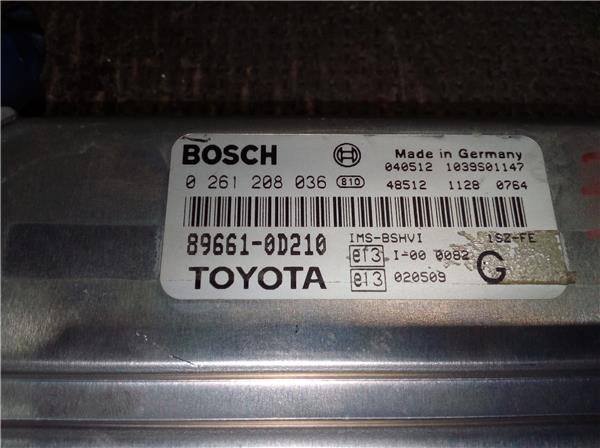 BOSCH
Made in Germany
040512 1039S01147
0 261 208 036 810
48512 1128 0764
89661-0D210
IMS-BSHVI 1SZ-FE
e13 I-00 0082
TOYOTA
e13 020509
G